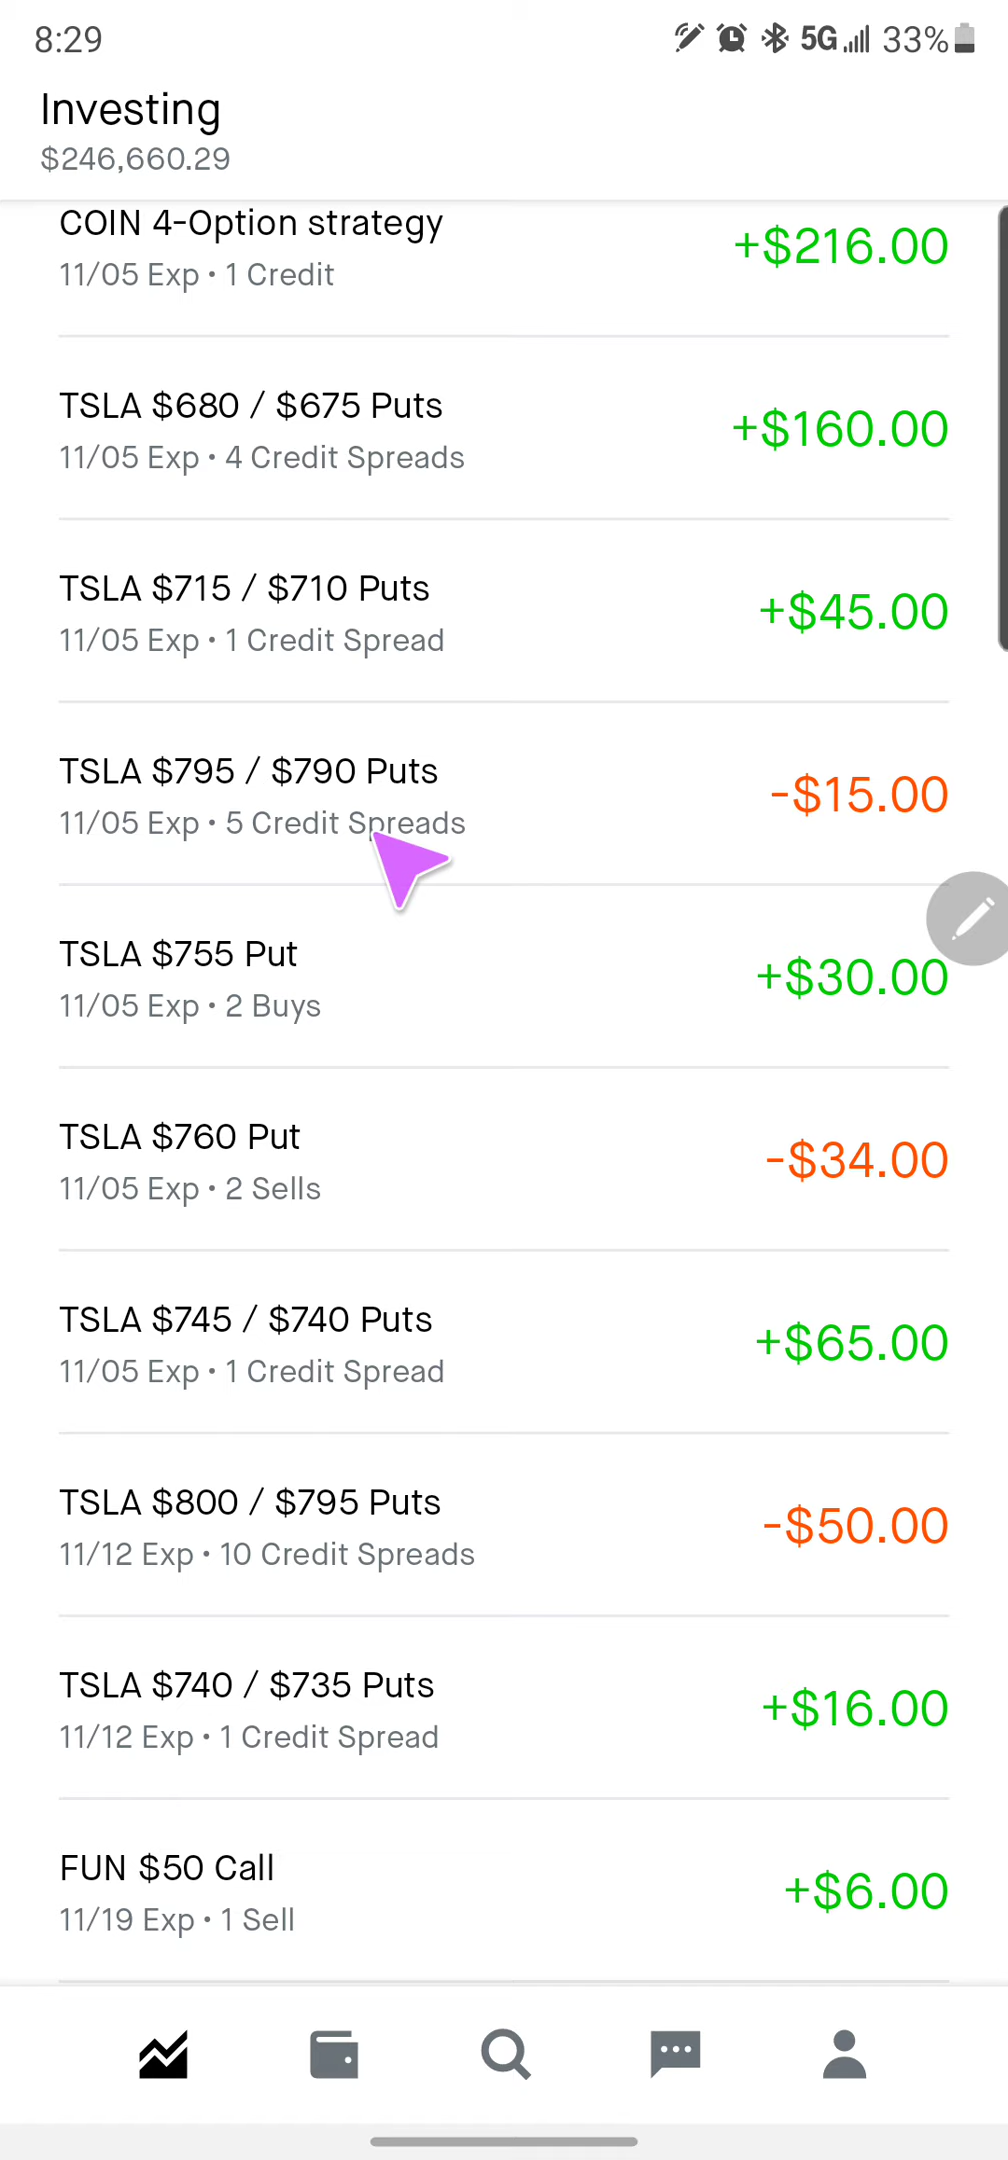 8:29
5G 33%
Investing
$246,660.29
COIN 4-Option strategy
+$216.00
11/05 Exp • 1 Credit
TSLA $680 / $675 Puts
+$160.00
11/05 Exp • 4 Credit Spreads
TSLA $715 / $710 Puts
+$45.00
11/05 Exp • 1 Credit Spread
TSLA $795 / $790 Puts
-$15.00
11/05 Exp • 5 Credit Spreads
TSLA $755 Put
+$30.00
11/05 Exp • 2 Buys
TSLA $760 Put
-$34.00
11/05 Exp • 2 Sells
TSLA $745 / $740 Puts
+$65.00
11/05 Exp • 1 Credit Spread
TSLA $800 / $795 Puts
-$50.00
11/12 Exp • 10 Credit Spreads
TSLA $740 / $735 Puts
+$16.00
11/12 Exp • 1 Credit Spread
FUN $50 Call
+$6.00
11/19 Exp • 1 Sell